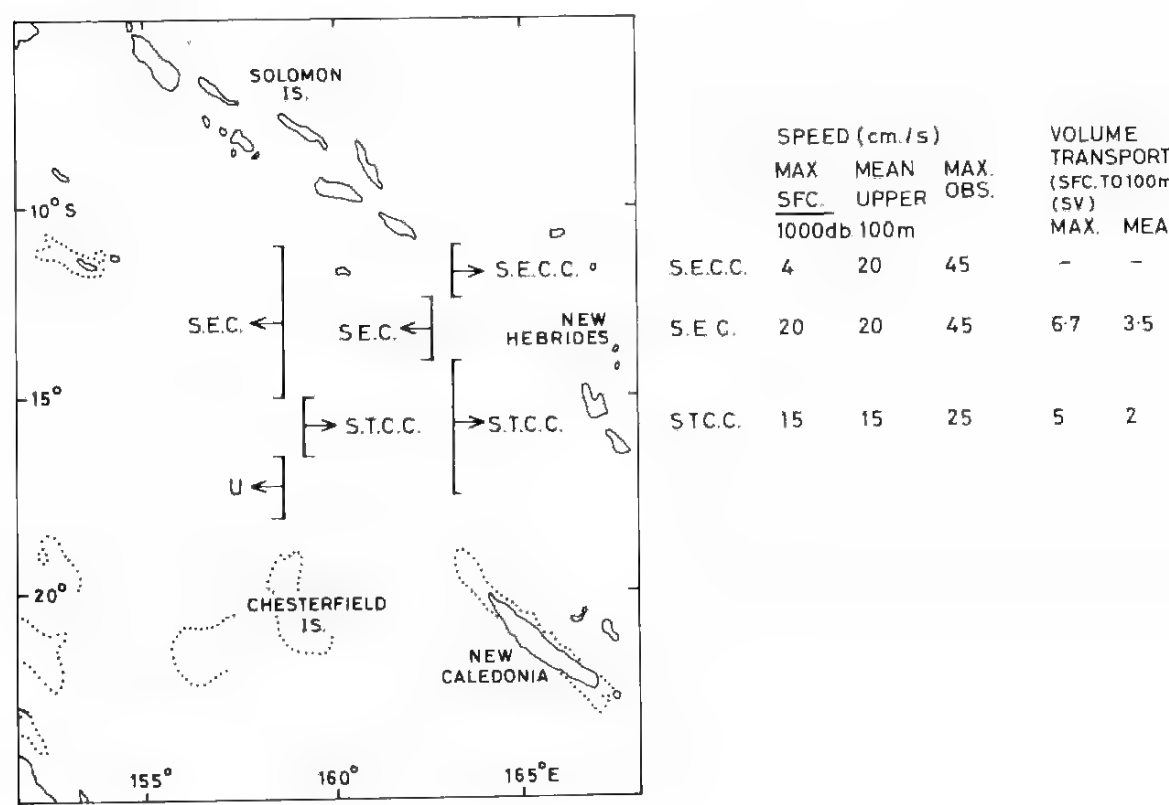 SOLOMON
IS.
10°S
S.E.C.C.
S.E.C.
S.E.C.
NEW
HEBRIDES
15°
S.T.C.C.
S.T.C.C.
U
20°
CHESTERFIELD
IS.
NEW
CALEDONIA
155° 160° 165°E
SPEED (cm./s) VOLUME
TRANSPORT
MAX MEAN MAX. (SFC. TO 100m
SFC. UPPER OBS. (SV)
1000db 100m MAX. MEA
S.E.C.C. 4 20 45 – –
S.E C. 20 20 45 6·7 3·5
STC.C. 15 15 25 5 2